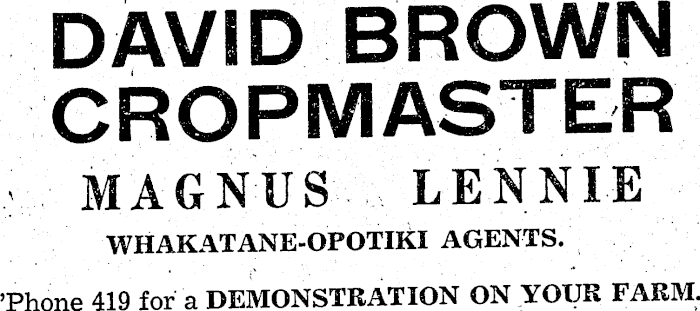 DAVID BROWN
CROPMASTER
MAGNUS LENNIE
WHAKATANE-OPOTIKI AGENTS.
'Phone 419 for a DEMONSTRATION ON YOUR FARM.